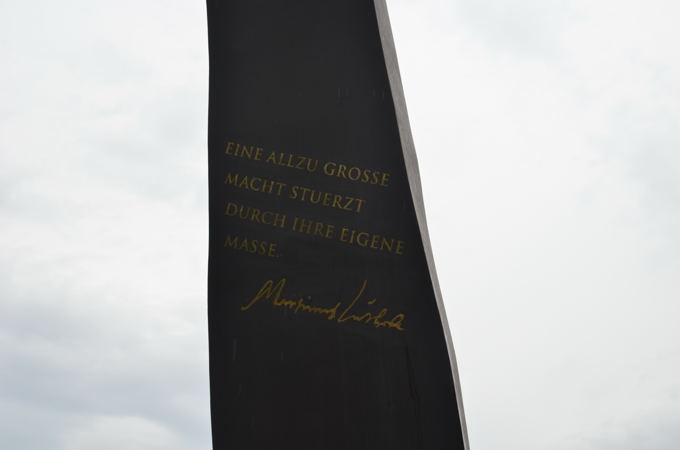 EINE ALLZU GROSSE
MACHT STUERZT
DURCH IHRE EIGENE
MASSE.